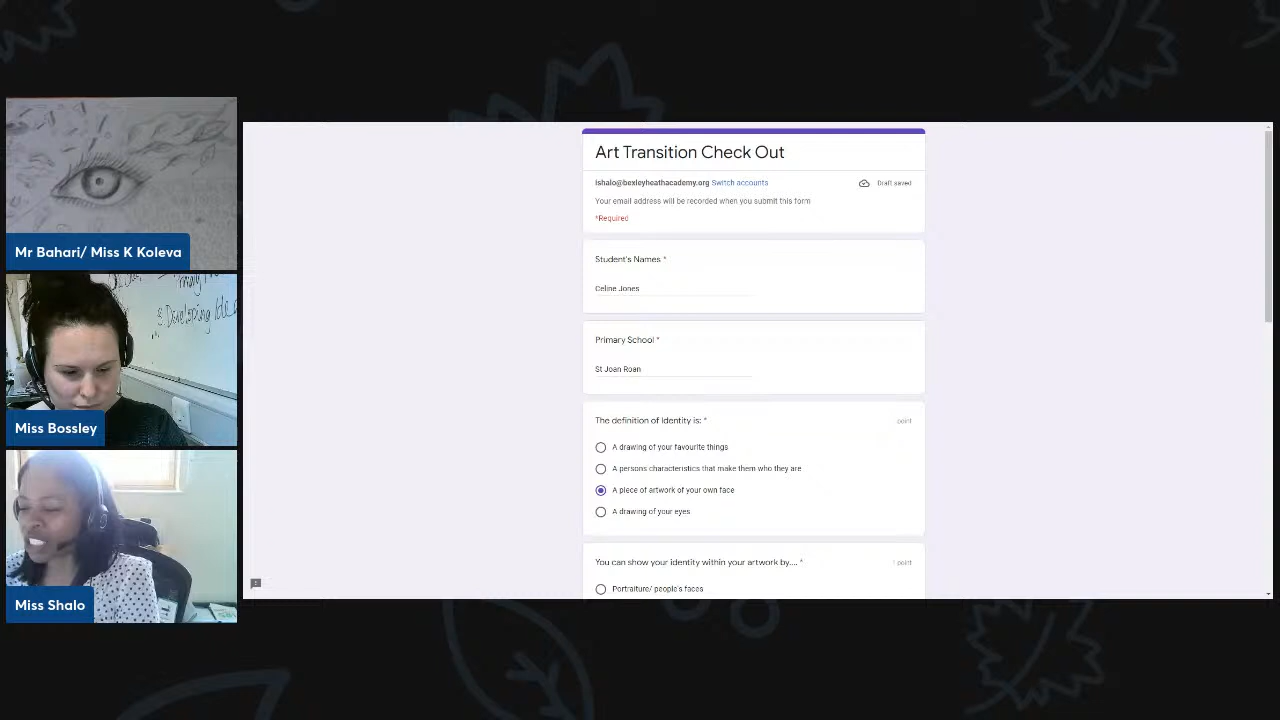 Mr Bahari/ Miss K Koleva
3. Developing
Miss Bossley
Miss Shalo
Art Transition Check Out
ishalo@bexleyheathacademy.org Switch accounts
Draft saved
Your email address will be recorded when you submit this form
*Required
Student's Names *
Celine Jones
Primary School *
St Joan Roan
The definition of Identity is: *
point
A drawing of your favourite things
A persons characteristics that make them who they are
A piece of artwork of your own face
A drawing of your eyes
You can show your identity within your artwork by.... *
1 point
Portraiture/ people's faces